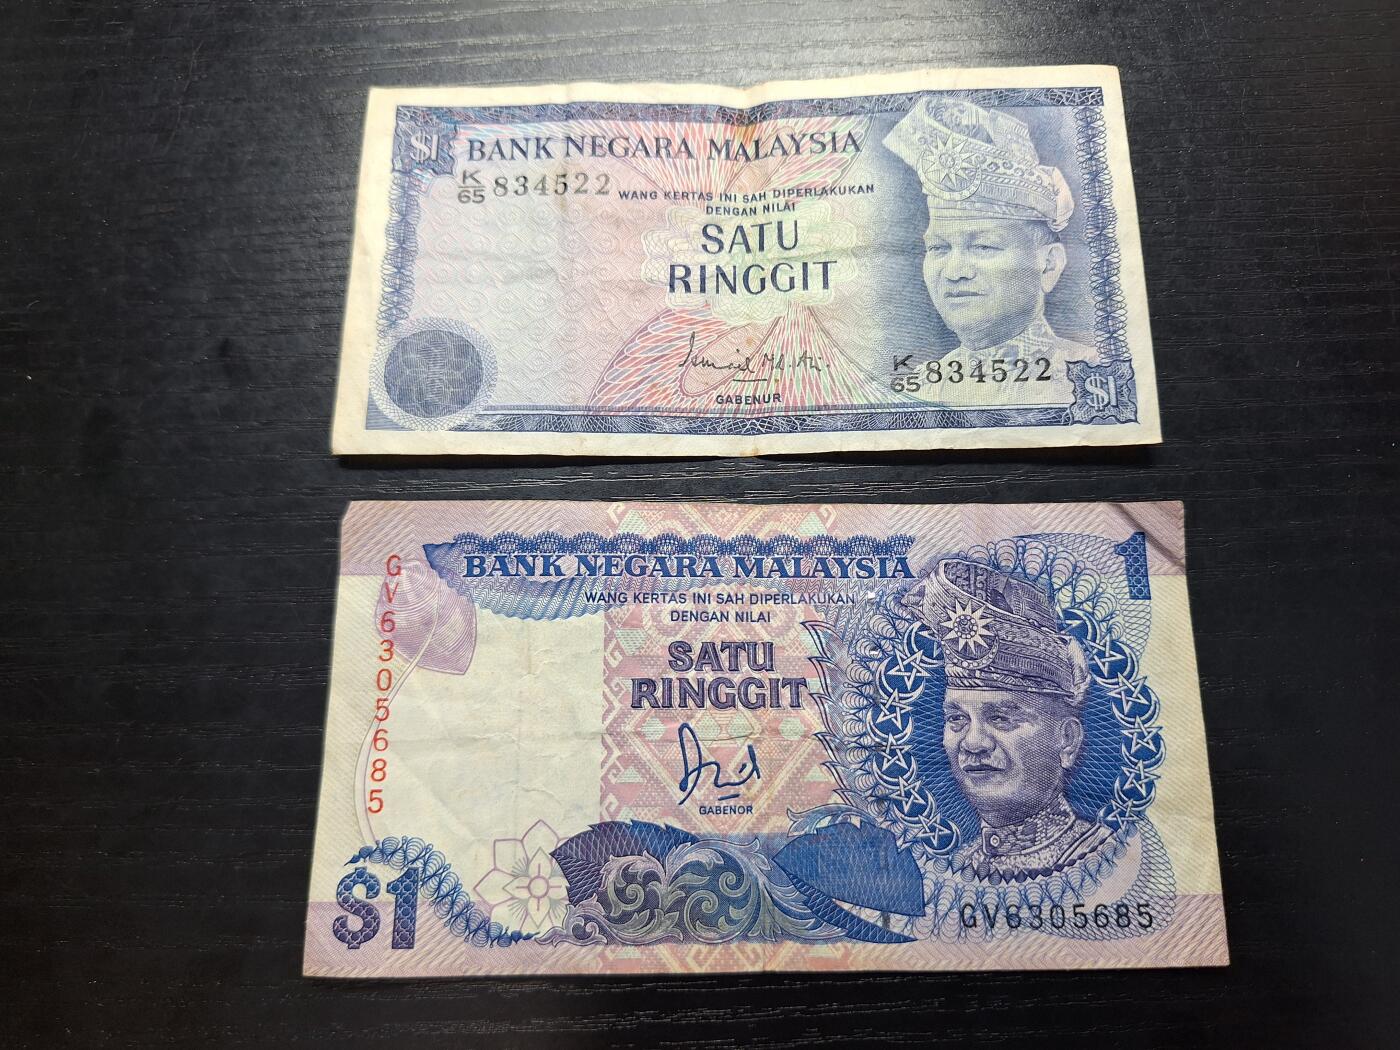 $1
BANK NEGARA MALAYSIA
K/65 834522
WANG KERTAS INI SAH DIPERLAKUKAN
DENGAN NILAI
SATU
RINGGIT
GABENUR
K/65 834522
$1
BANK NEGARA MALAYSIA
1
WANG KERTAS INI SAH DIPERLAKUKAN
DENGAN NILAI
SATU
RINGGIT
GABENOR
GV6305685
$1
GV6305685